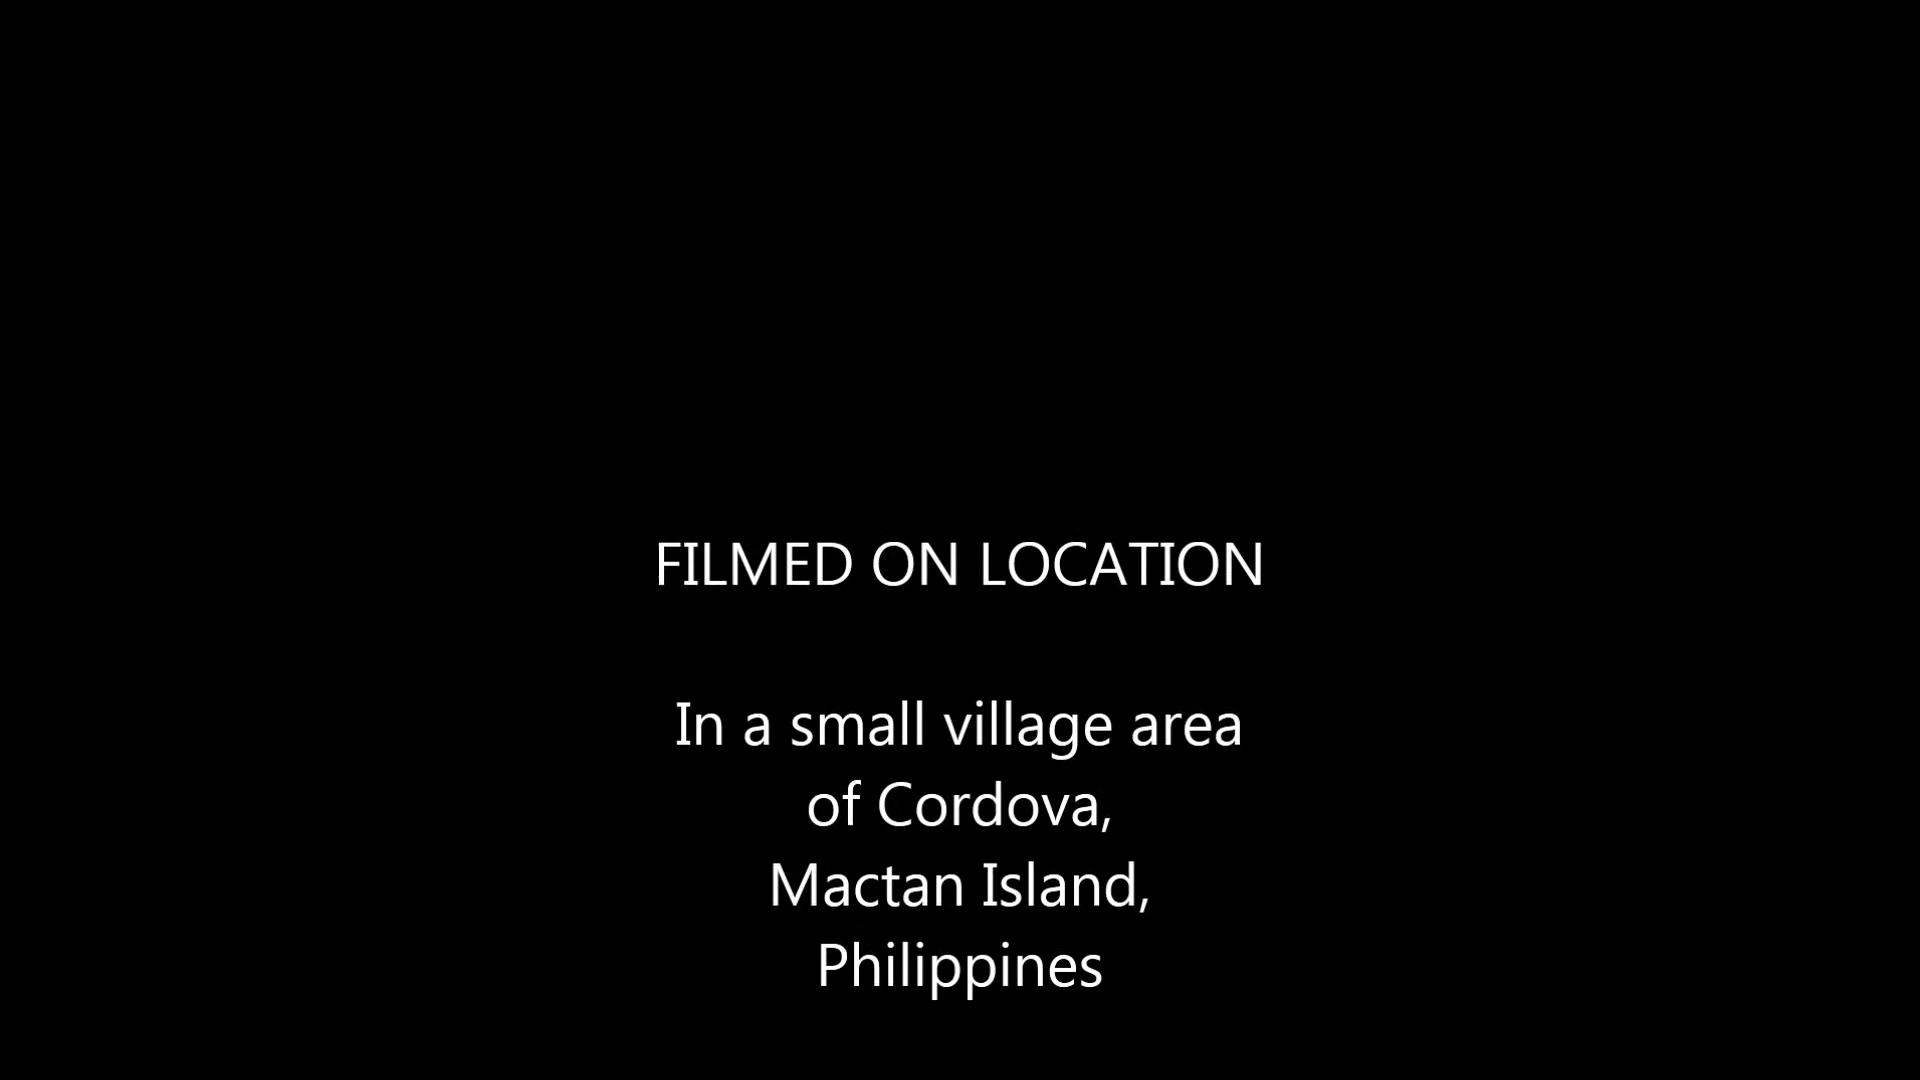 FILMED ON LOCATION
In a small village area
of Cordova,
Mactan Island,
Philippines